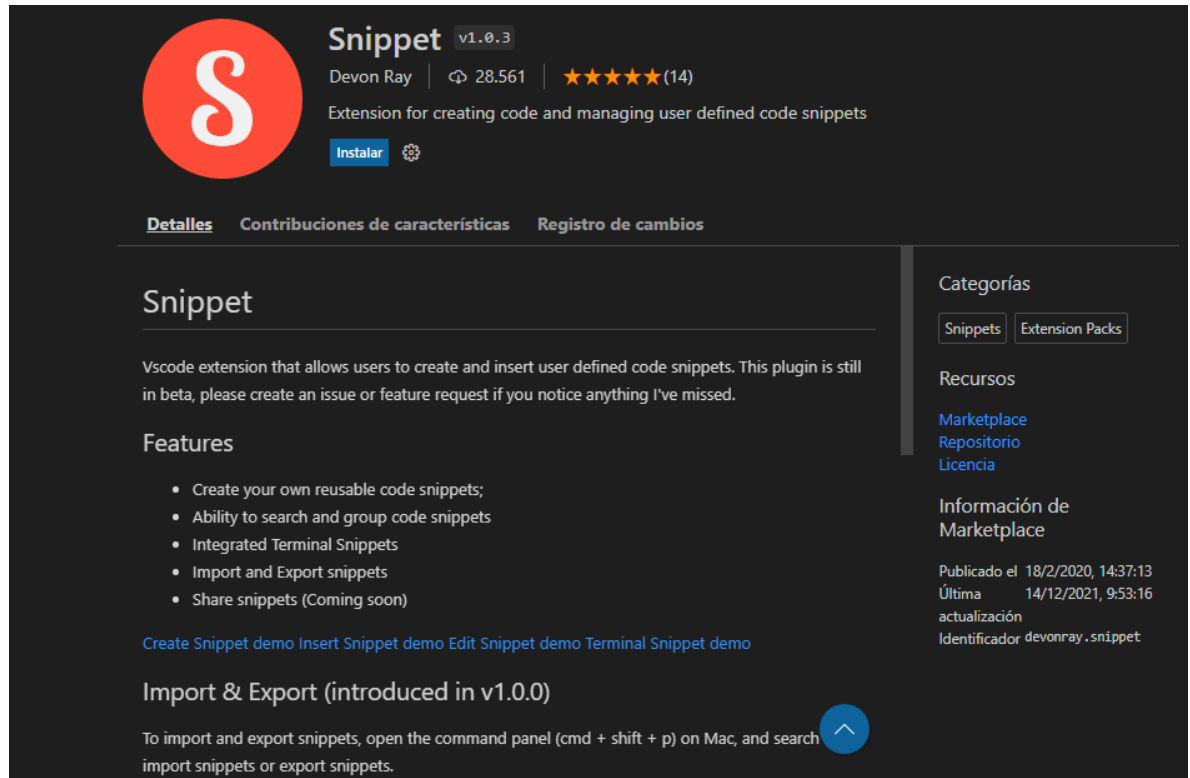 S
Snippet v1.0.3
Devon Ray 28.561 (14)
Extension for creating code and managing user defined code snippets
Instalar
Detalles Contribuciones de características Registro de cambios
Snippet
Vscode extension that allows users to create and insert user defined code snippets. This plugin is still
in beta, please create an issue or feature request if you notice anything I've missed.
Features
Create your own reusable code snippets;
Ability to search and group code snippets
Integrated Terminal Snippets
Import and Export snippets
Share snippets (Coming soon)
Create Snippet demo Insert Snippet demo Edit Snippet demo Terminal Snippet demo
Import & Export (introduced in v1.0.0)
To import and export snippets, open the command panel (cmd + shift + p) on Mac, and search
import snippets or export snippets.
Categorías
Snippets Extension Packs
Recursos
Marketplace
Repositorio
Licencia
Información de
Marketplace
Publicado el 18/2/2020, 14:37:13
Última 14/12/2021, 9:53:16
actualización
Identificador devonray.snippet